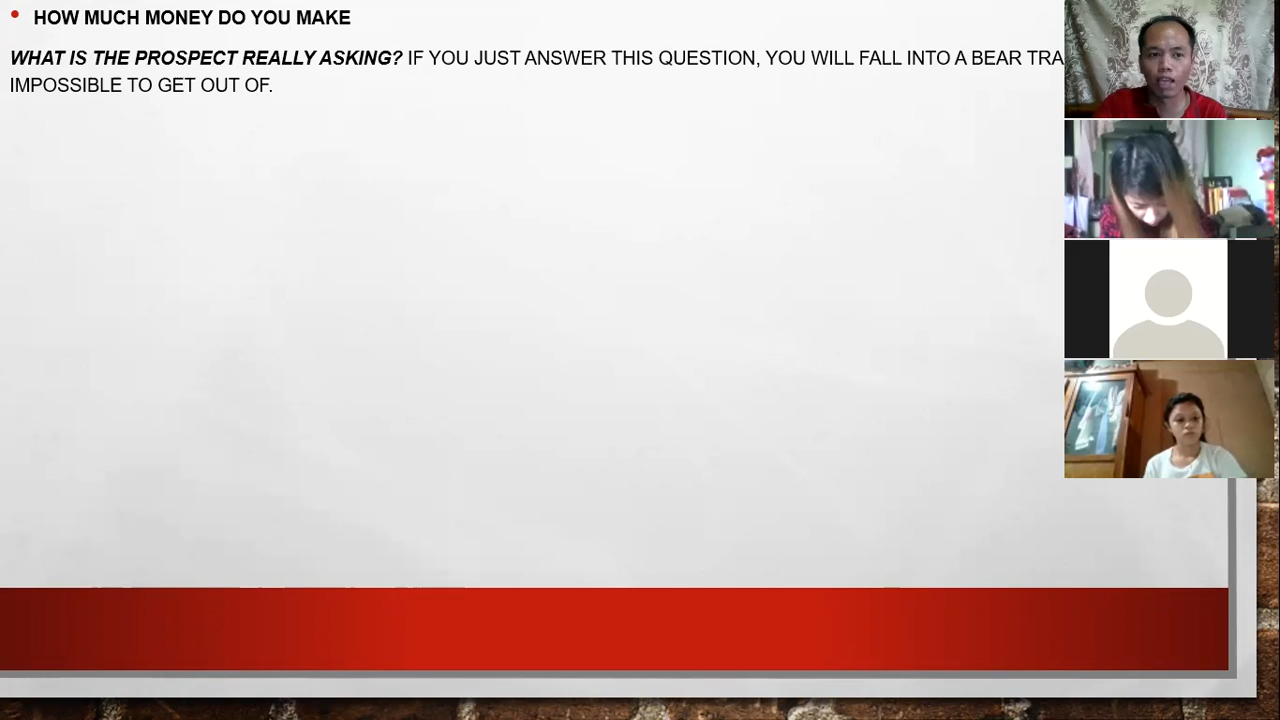 HOW MUCH MONEY DO YOU MAKE
WHAT IS THE PROSPECT REALLY ASKING? IF YOU JUST ANSWER THIS QUESTION, YOU WILL FALL INTO A BEAR TRA
IMPOSSIBLE TO GET OUT OF.